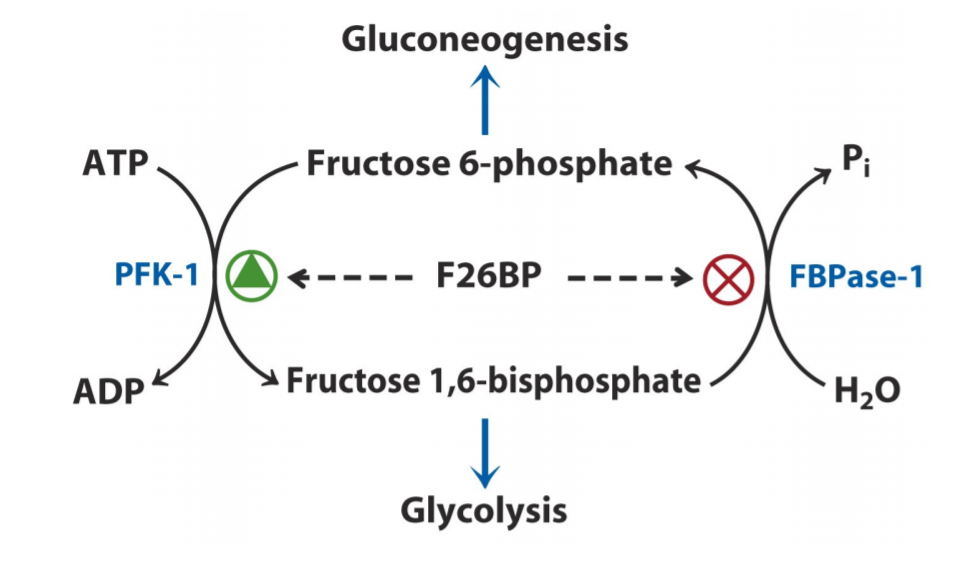 Gluconeogenesis
ATP Fructose 6-phosphate Pi
PFK-1 F26BP FBPase-1
ADP Fructose 1,6-bisphosphate H₂O
Glycolysis